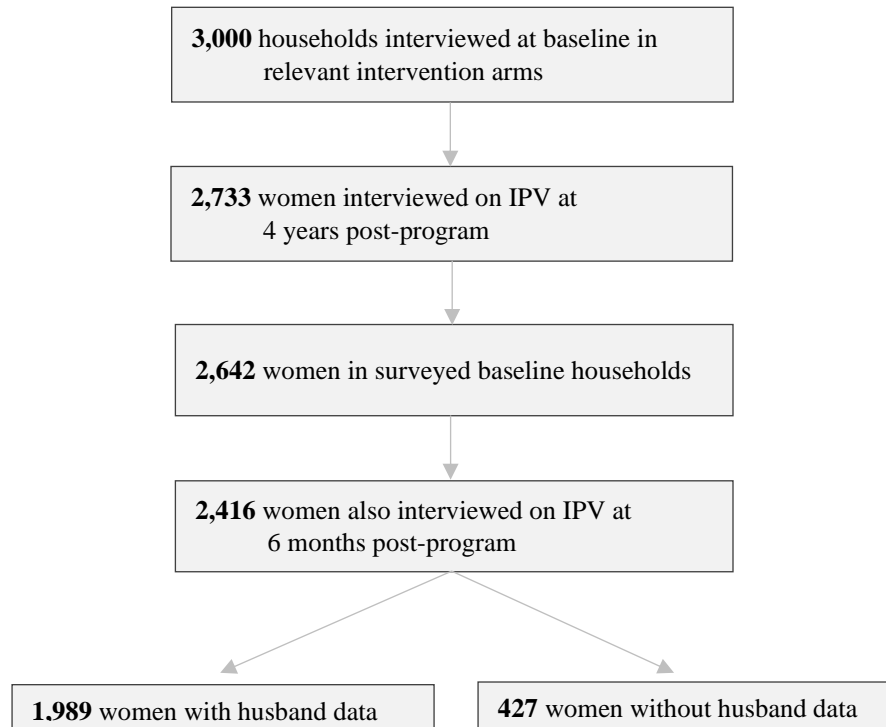 3,000 households interviewed at baseline in
relevant intervention arms
2,733 women interviewed on IPV at
4 years post-program
2,642 women in surveyed baseline households
2,416 women also interviewed on IPV at
6 months post-program
1,989 women with husband data
427 women without husband data